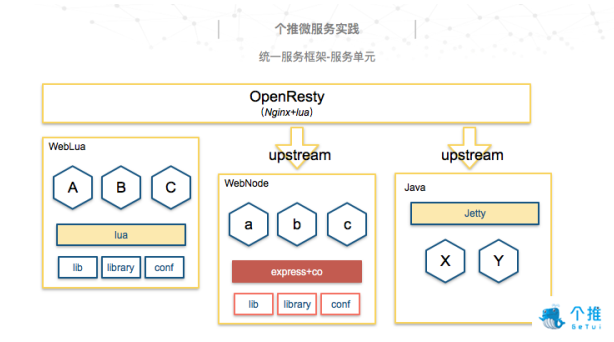 个推微服务实践
统一服务框架-服务单元
OpenResty
(Nginx+lua)
upstream
upstream
WebLua
A
B
C
lua
lib
library
conf
WebNode
a
b
c
express+co
lib
library
conf
Java
Jetty
X
Y
个推
GeTui